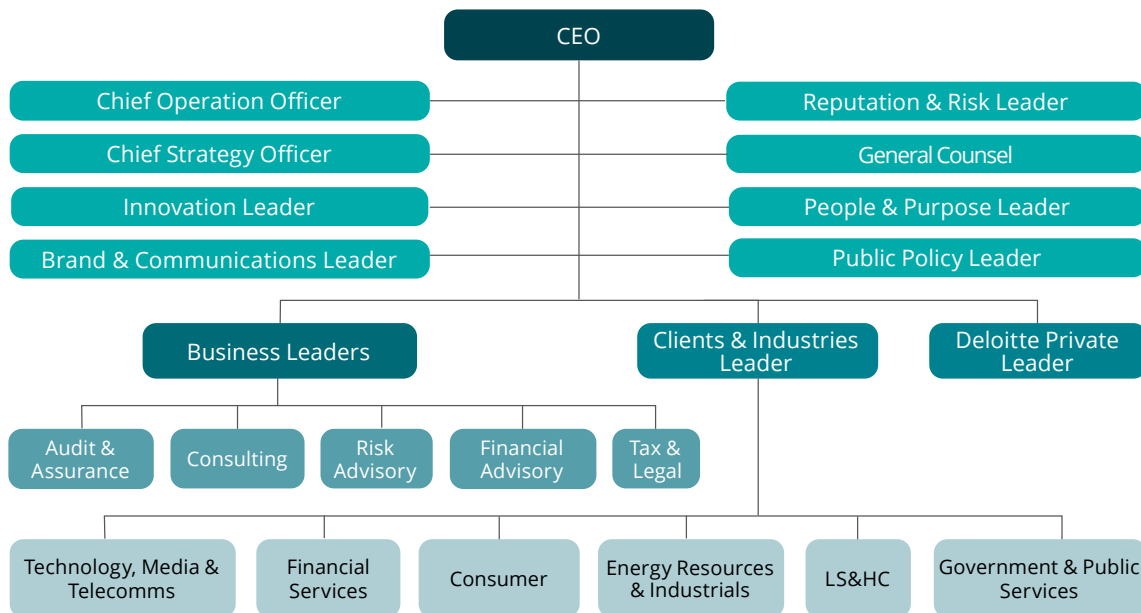 CEO
Chief Operation Officer
Reputation & Risk Leader
Chief Strategy Officer
General Counsel
Innovation Leader
People & Purpose Leader
Brand & Communications Leader
Public Policy Leader
Business Leaders
Clients & Industries
Leader
Deloitte Private
Leader
Audit &
Assurance
Consulting
Risk
Advisory
Financial
Advisory
Tax &
Legal
Technology, Media &
Telecomms
Financial
Services
Consumer
Energy Resources
& Industrials
LS&HC
Government & Public
Services